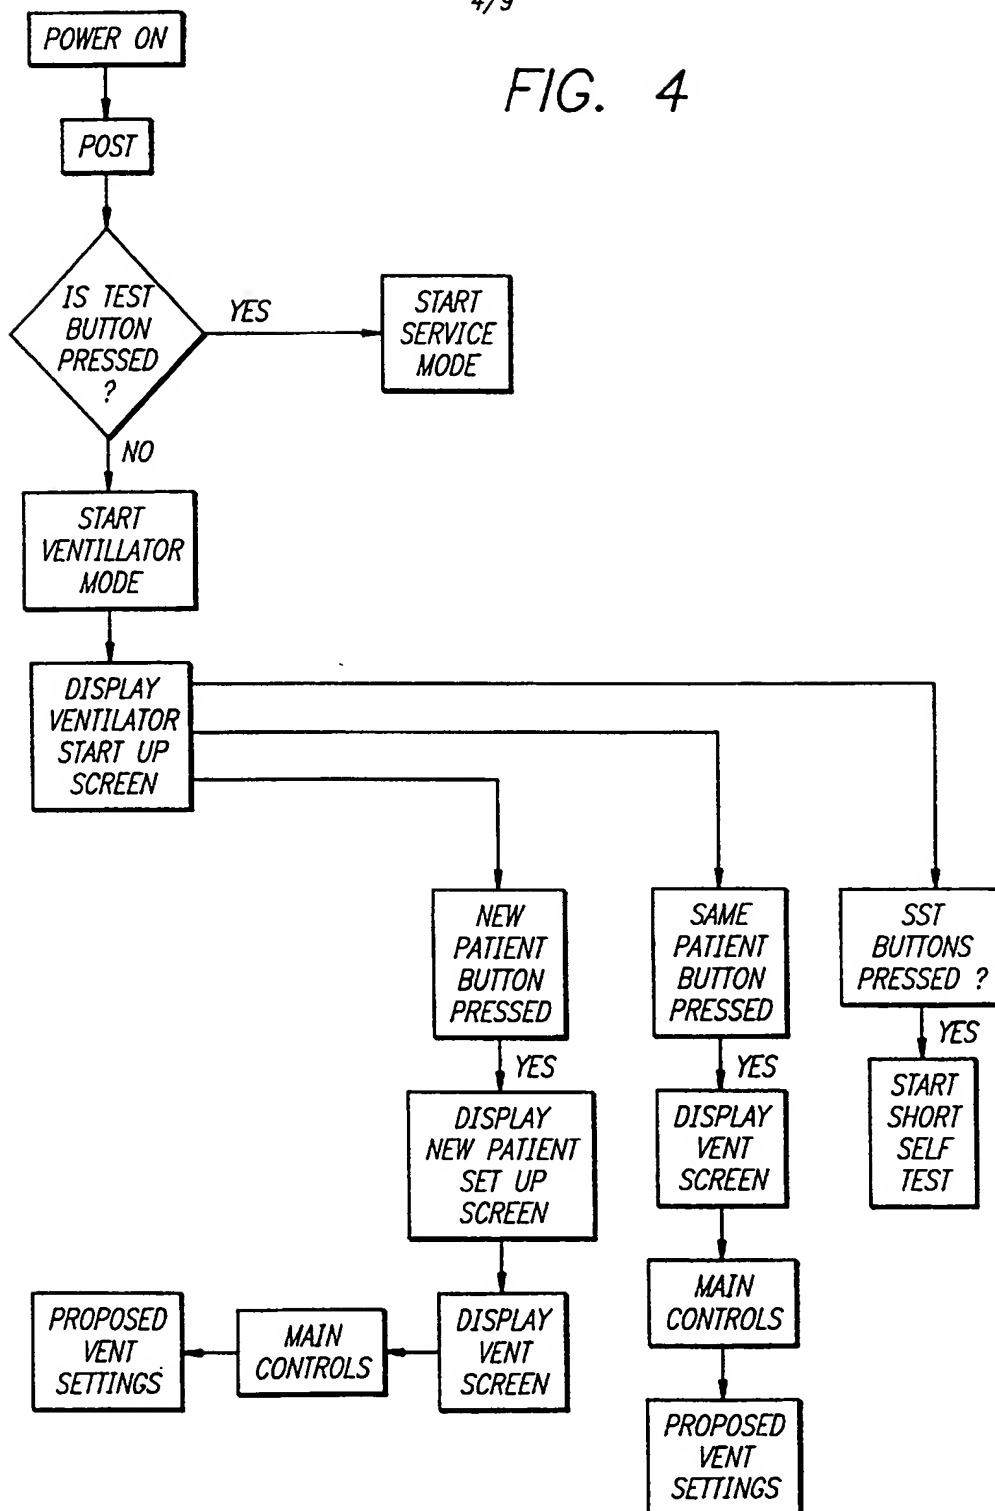 4/9
FIG. 4
POWER ON
POST
IS TEST
BUTTON
PRESSED
?
YES
START
SERVICE
MODE
NO
START
VENTILLATOR
MODE
DISPLAY
VENTILATOR
START UP
SCREEN
NEW
PATIENT
BUTTON
PRESSED
SAME
PATIENT
BUTTON
PRESSED
SST
BUTTONS
PRESSED ?
YES
YES
YES
DISPLAY
NEW PATIENT
SET UP
SCREEN
DISPLAY
VENT
SCREEN
START
SHORT
SELF
TEST
PROPOSED
VENT
SETTINGS
MAIN
CONTROLS
DISPLAY
VENT
SCREEN
MAIN
CONTROLS
PROPOSED
VENT
SETTINGS